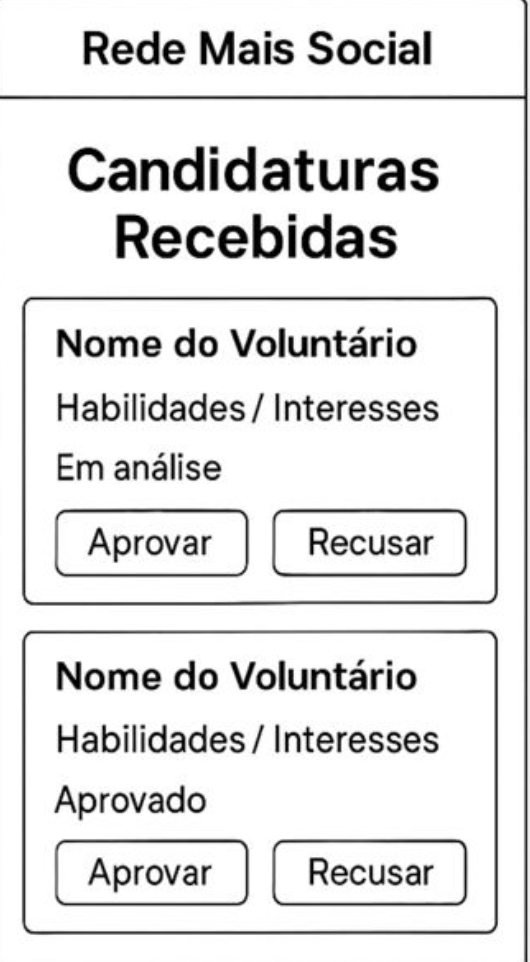 Rede Mais Social
Candidaturas
Recebidas
Nome do Voluntário
Habilidades / Interesses
Em análise
Aprovar
Recusar
Nome do Voluntário
Habilidades / Interesses
Aprovado
Aprovar
Recusar